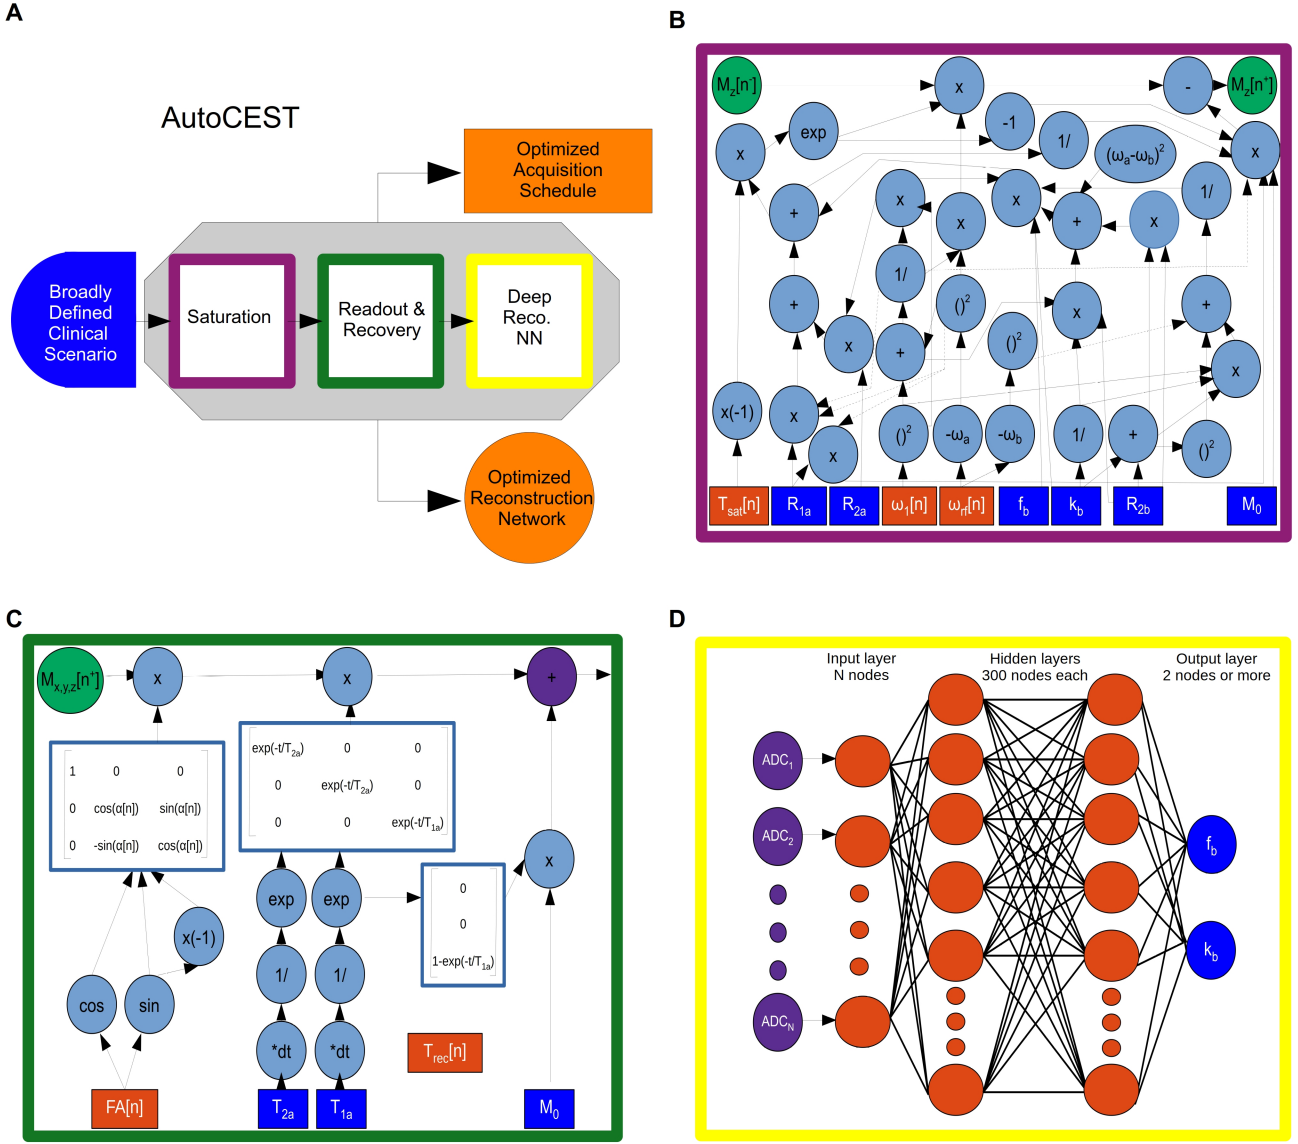 A
AutoCEST
Optimized
Acquisition
Schedule
Broadly
Defined
Clinical
Scenario
Saturation
Readout &
Recovery
Deep
Reco.
NN
Optimized
Reconstruction
Network
B
Mz[n-]
x
-
Mz[n+]
x
exp
-1
1/
(ωa-ωb)²
x
+
x
x
x
+
x
1/
1/
+
x
+
()²
()²
x
+
x
x(-1)
x
x
()²
-ωa
-ωb
1/
+
()²
x
Tsat[n]
R1a
R2a
ω1[n]
ωrf[n]
fb
kb
R2b
M0
C
Mx,y,z[n+]
x
x
+
1 0 0
0 cos(α[n]) sin(α[n])
0 -sin(α[n]) cos(α[n])
exp(-t/T2a) 0 0
0 exp(-t/T2a) 0
0 0 exp(-t/T1a)
0
0
1-exp(-t/T1a)
x
exp
exp
x(-1)
1/
1/
cos
sin
*dt
*dt
Trec[n]
FA[n]
T2a
T1a
M0
D
Input layer
N nodes
Hidden layers
300 nodes each
Output layer
2 nodes or more
ADC1
ADC2
ADCN
fb
kb